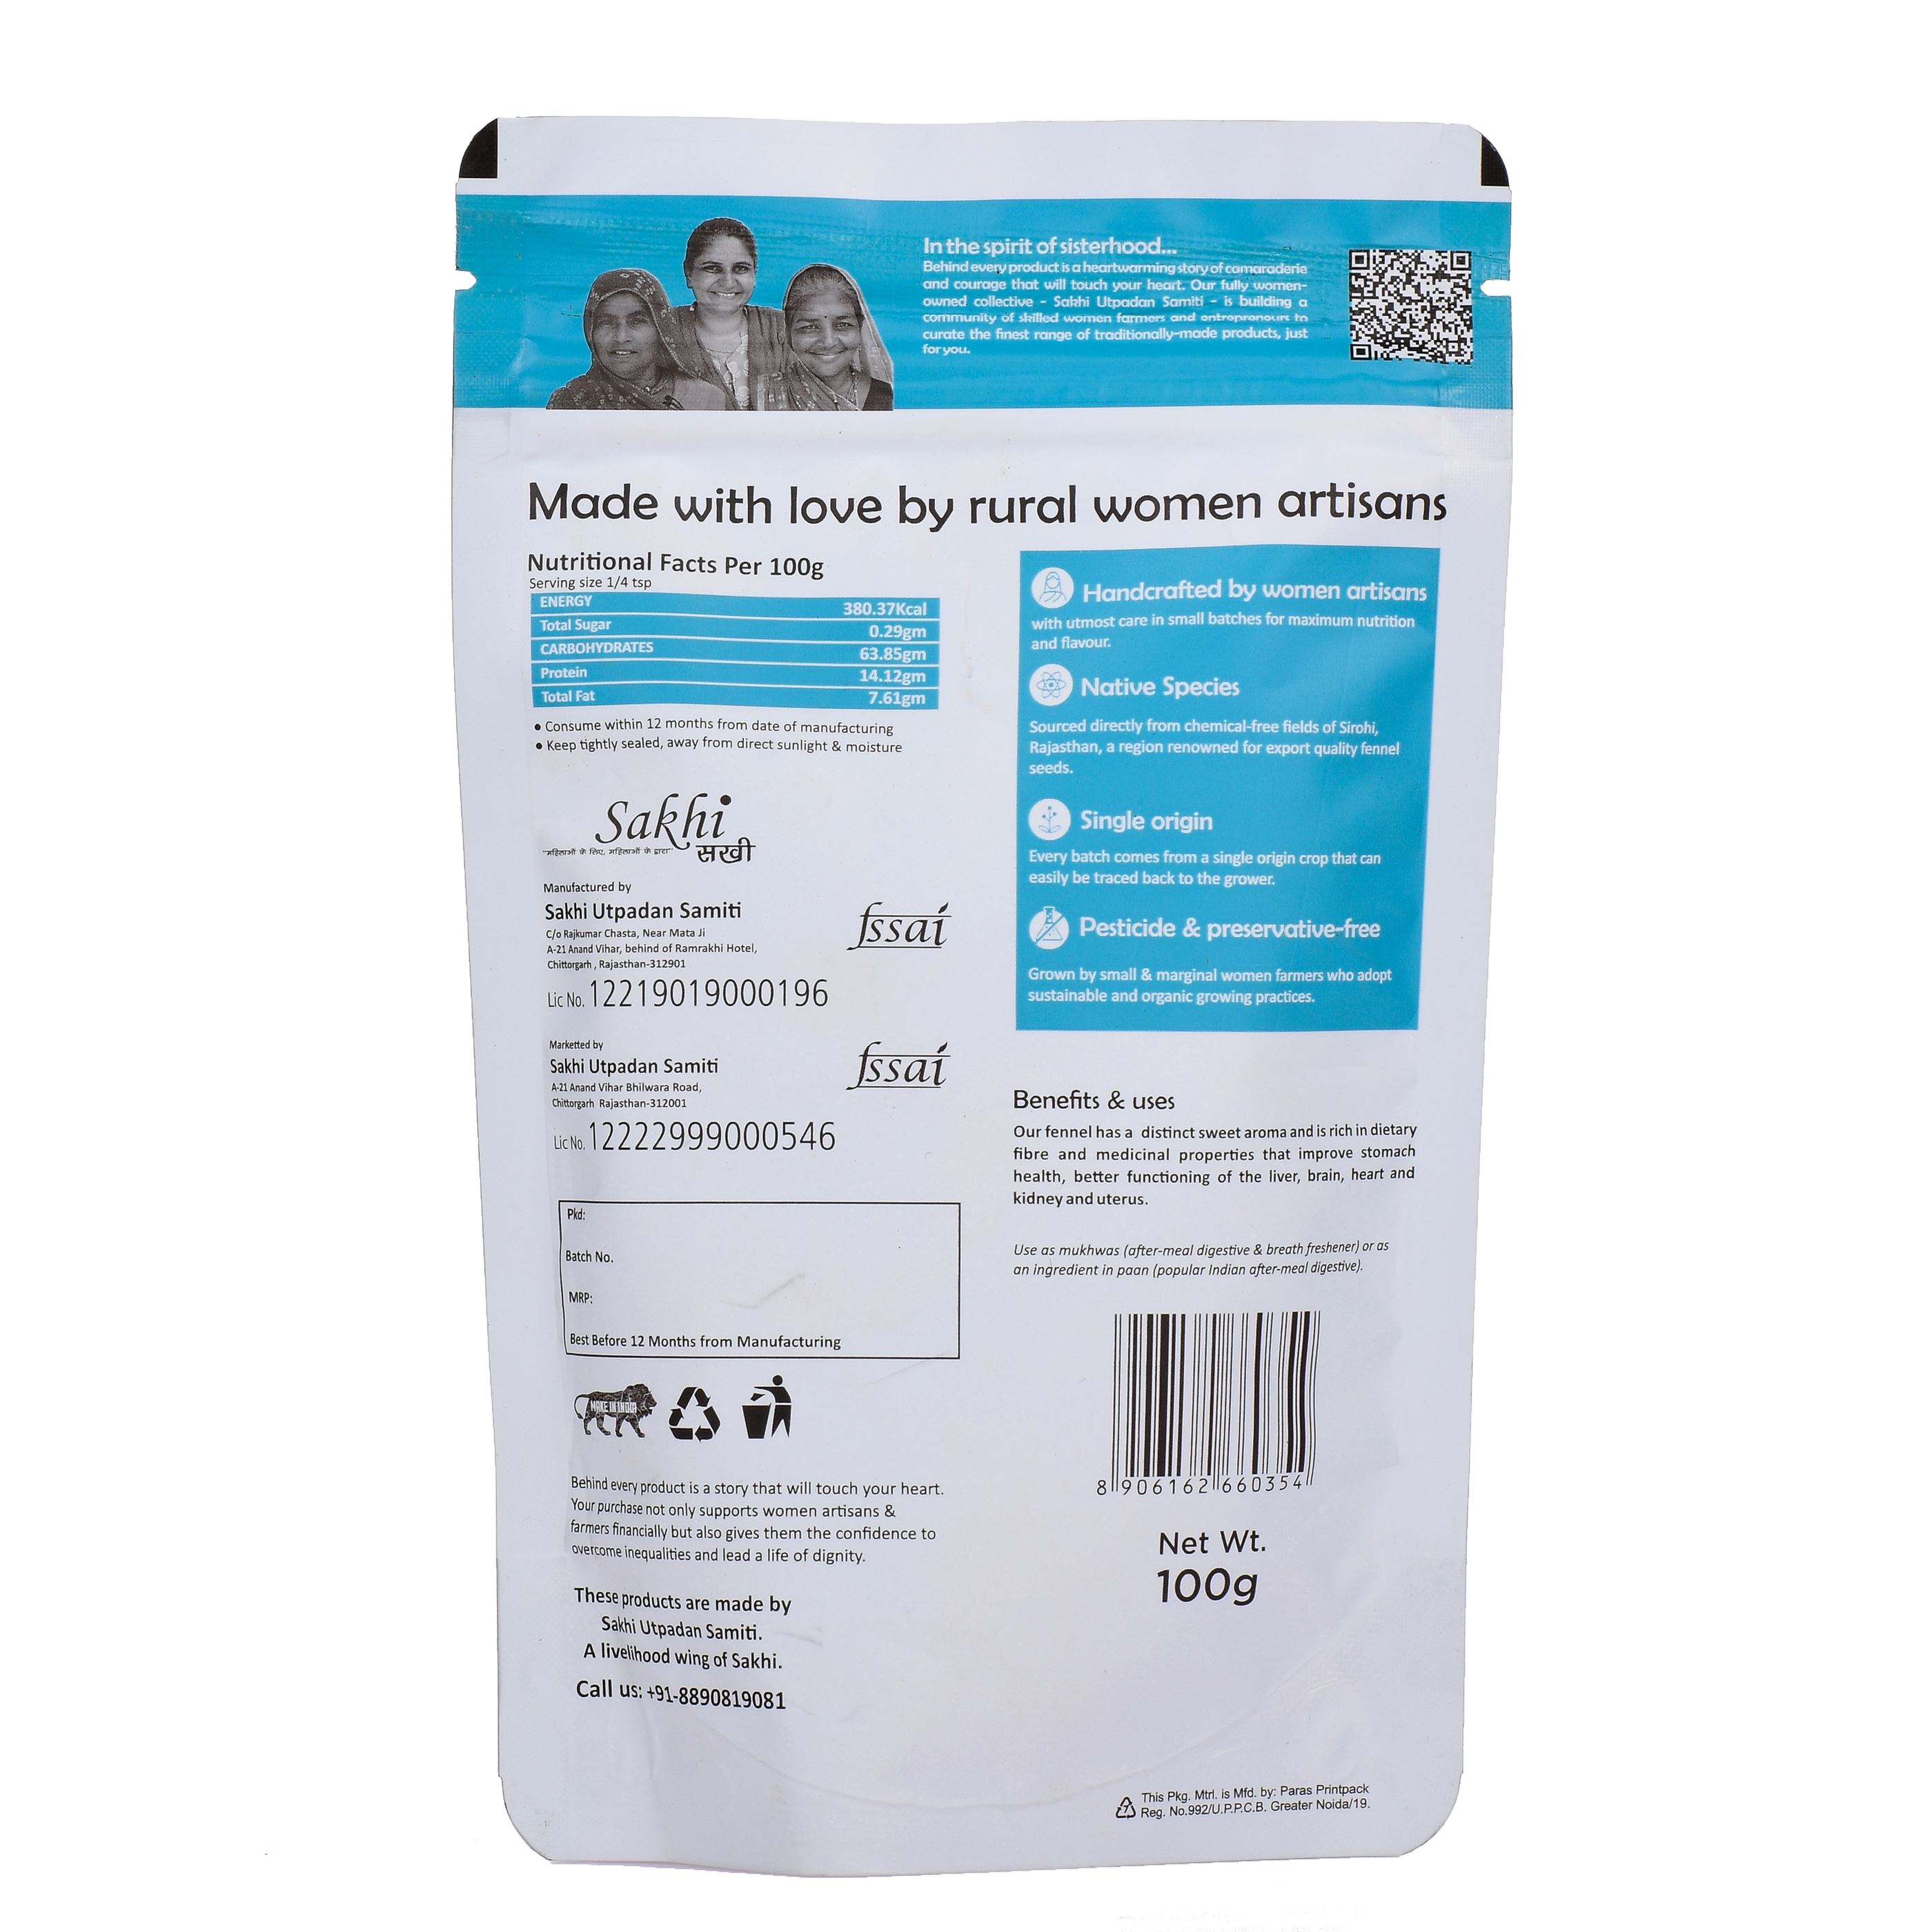 In the spirit of sisterhood...
Behind every product is a heartwarming story of camaraderie
and courage that will touch your heart. Our fully women-
owned collective - Sakhi Utpadan Samiti - is building a
community of skilled women farmers and entreprenours to
curate the finest range of traditionally-made products, just
for you.
Made with love by rural women artisans
Nutritional Facts Per 100g
Serving size 1/4 tsp
ENERGY 380.37Kcal
Total Sugar 0.29gm
CARBOHYDRATES 63.85gm
Protein 14.12gm
Total Fat 7.61gm
• Consume within 12 months from date of manufacturing
• Keep tightly sealed, away from direct sunlight & moisture
Sakhi
"महिलाओं के लिए, महिलाओं के द्वारा" सखी
Manufactured by
Sakhi Utpadan Samiti
C/o Rajkumar Chasta, Near Mata Ji
A-21 Anand Vihar, behind of Ramrakhi Hotel,
Chittorgarh , Rajasthan-312901
Lic No. 12219019000196
fssai
Marketted by
Sakhi Utpadan Samiti
A-21 Anand Vihar Bhilwara Road,
Chittorgarh Rajasthan-312001
Lic No. 12222999000546
fssai
Pkd:
Batch No.
MRP:
Best Before 12 Months from Manufacturing
MAKE IN INDIA
Behind every product is a story that will touch your heart.
Your purchase not only supports women artisans &
farmers financially but also gives them the confidence to
overcome inequalities and lead a life of dignity.
These products are made by
Sakhi Utpadan Samiti.
A livelihood wing of Sakhi.
Call us: +91-8890819081
Handcrafted by women artisans
with utmost care in small batches for maximum nutrition
and flavour.
Native Species
Sourced directly from chemical-free fields of Sirohi,
Rajasthan, a region renowned for export quality fennel
seeds.
Single origin
Every batch comes from a single origin crop that can
easily be traced back to the grower.
Pesticide & preservative-free
Grown by small & marginal women farmers who adopt
sustainable and organic growing practices.
Benefits & uses
Our fennel has a distinct sweet aroma and is rich in dietary
fibre and medicinal properties that improve stomach
health, better functioning of the liver, brain, heart and
kidney and uterus.
Use as mukhwas (after-meal digestive & breath freshener) or as
an ingredient in paan (popular Indian after-meal digestive).
8 906162 660354
Net Wt.
100g
7
This Pkg. Mtrl. is Mfd. by: Paras Printpack
Reg. No.992/U.P.P.C.B. Greater Noida/19.